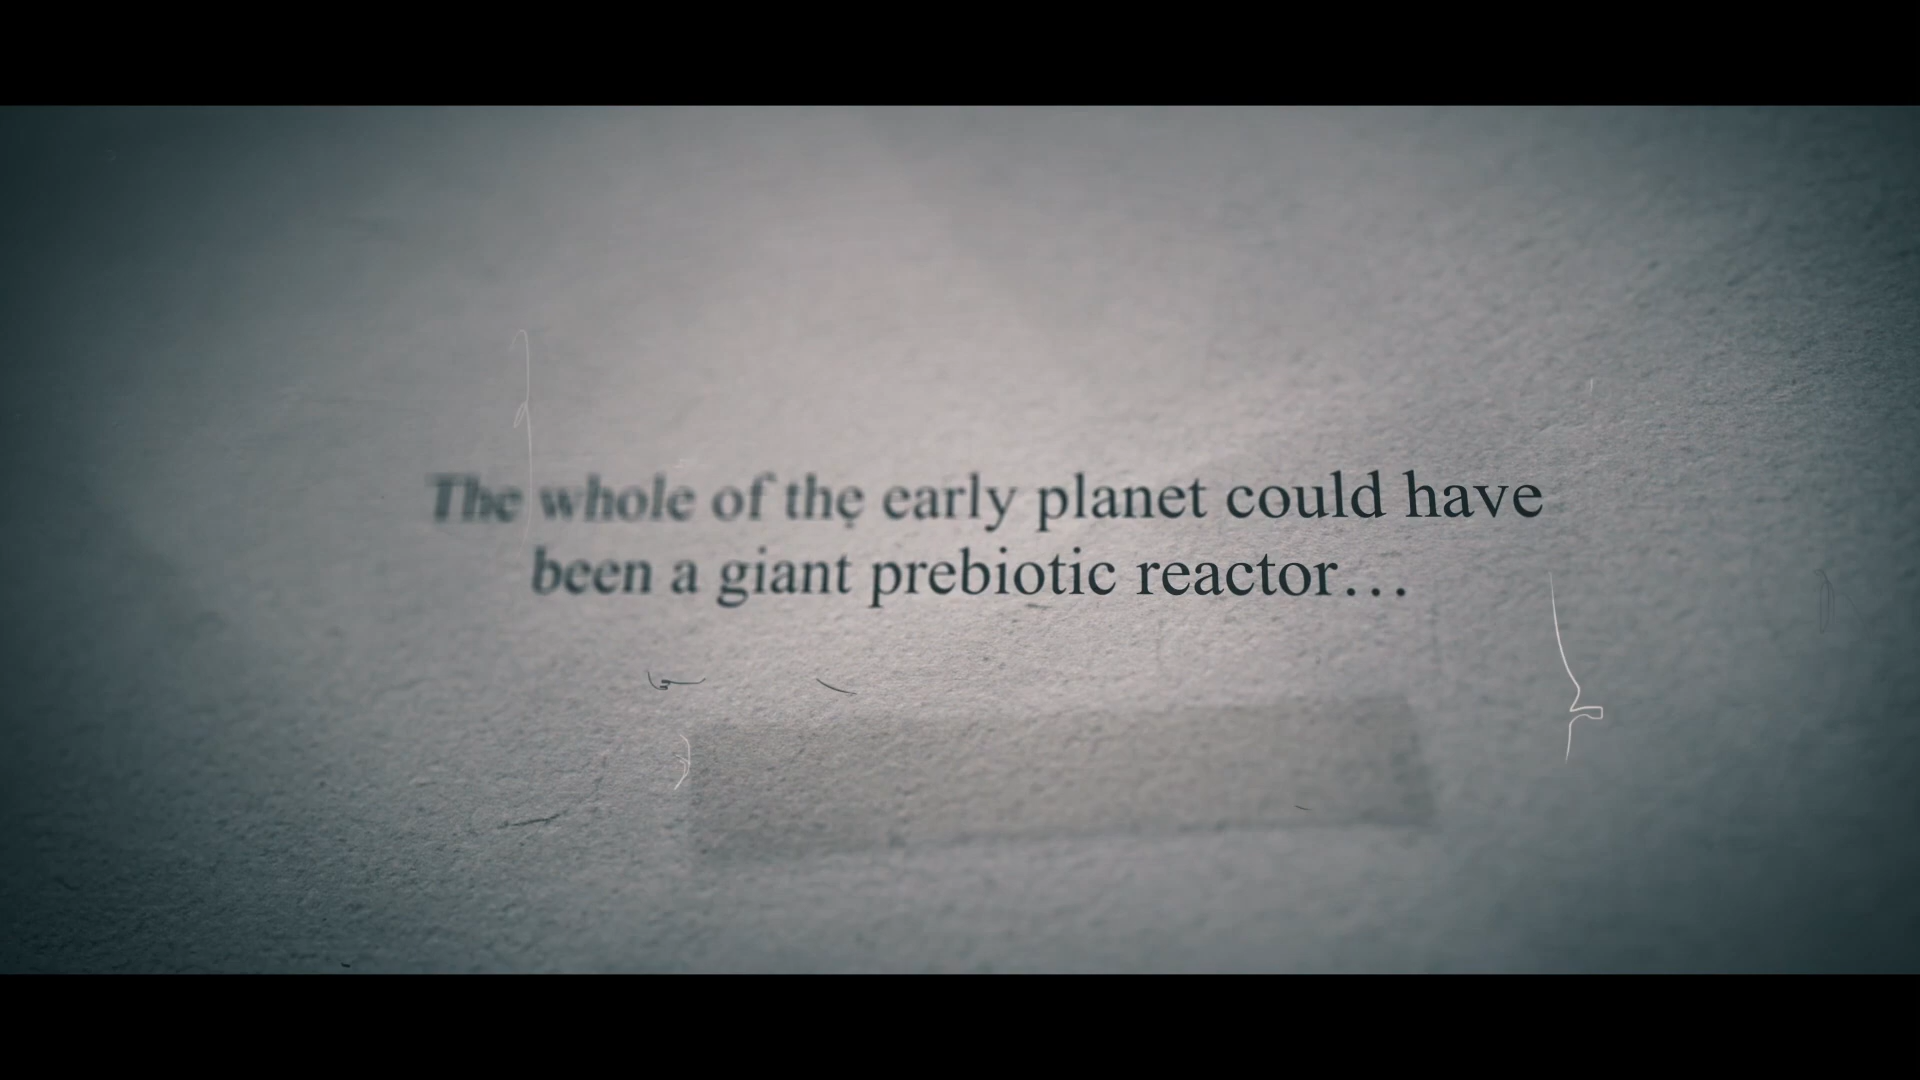 The whole of the early planet could have
been a giant prebiotic reactor…